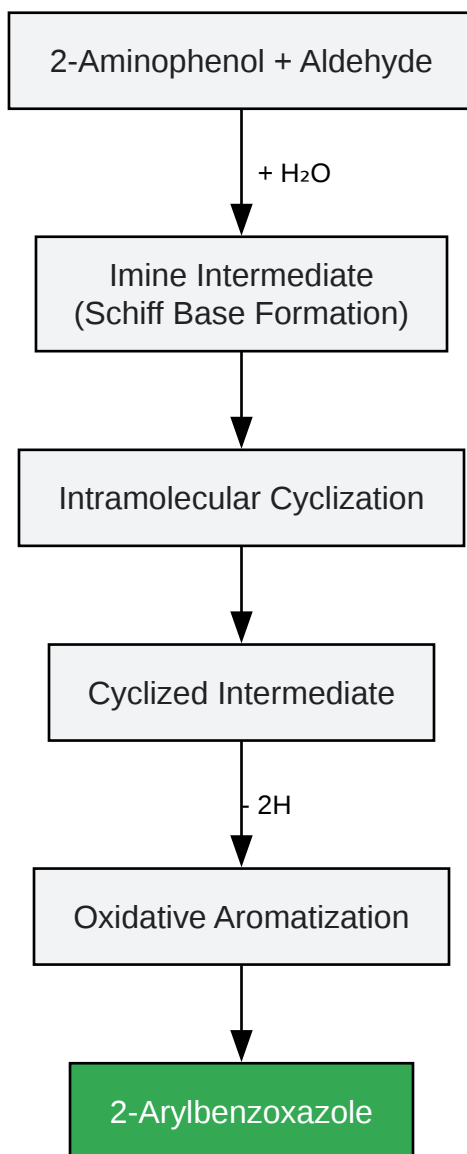 2-Aminophenol + Aldehyde
+ H₂O
Imine Intermediate
(Schiff Base Formation)
Intramolecular Cyclization
Cyclized Intermediate
- 2H
Oxidative Aromatization
2-Arylbenzoxazole